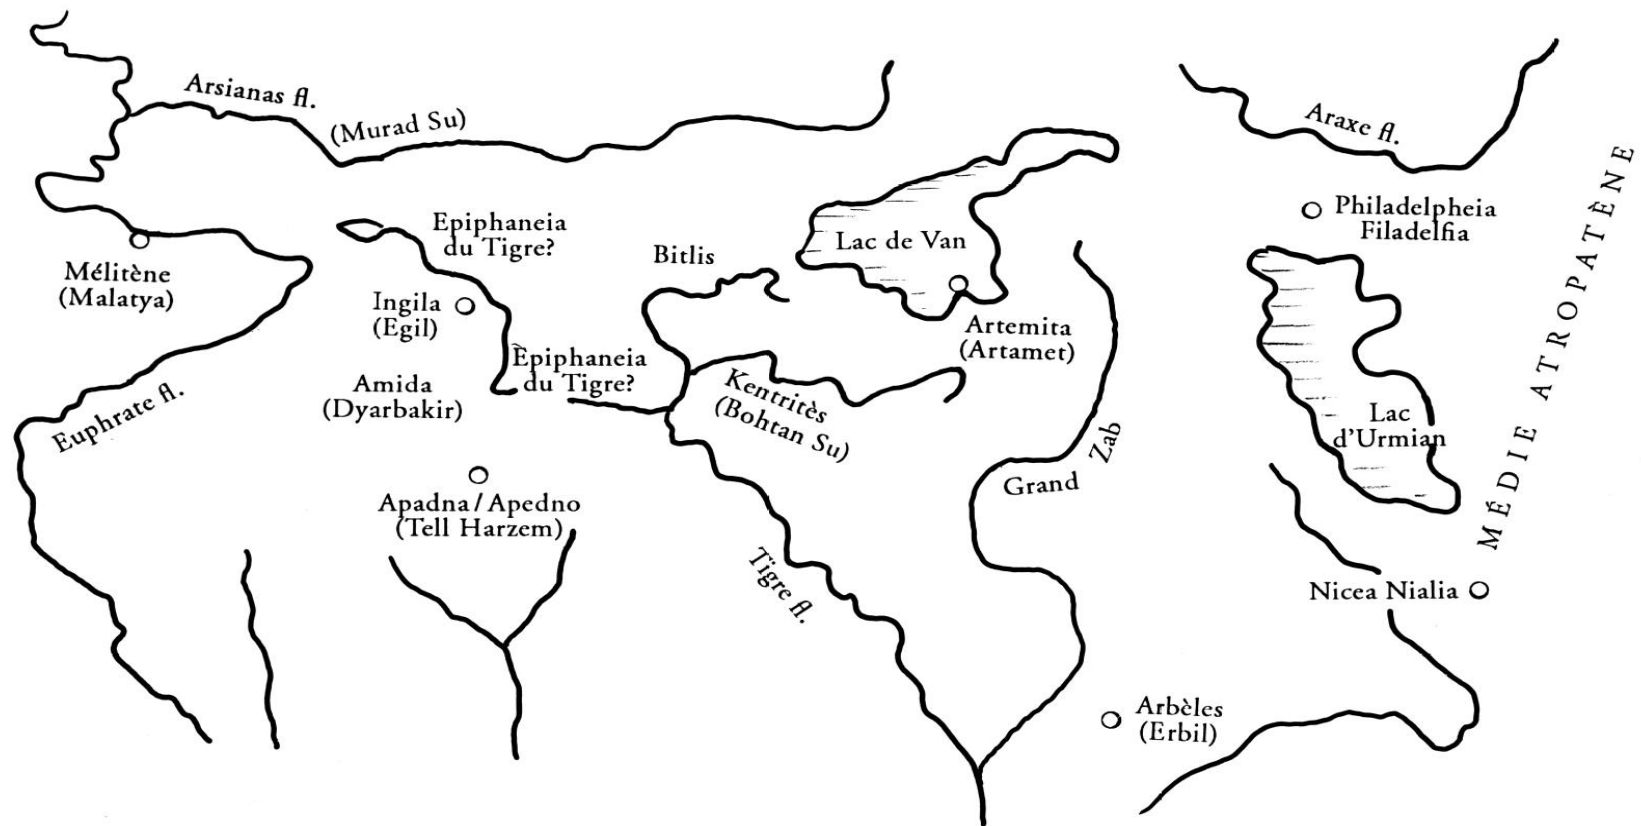 Arsianas fl.
(Murad Su)
Araxe fl.
Philadelpheia
Filadelfia
MÉDIE ATROPATÈNE
Epiphaneia
du Tigre?
Lac de Van
Bitlis
Mélitène
(Malatya)
Ingila
(Egil)
Artemita
(Artamet)
Èpiphaneia
du Tigre?
Amida
(Dyarbakir)
Kentritès
(Bohtan Su)
Euphrate fl.
Lac
d'Urmian
Grand Zab
Apadna/Apedno
(Tell Harzem)
Tigre fl.
Nicea Nialia
Arbèles
(Erbil)